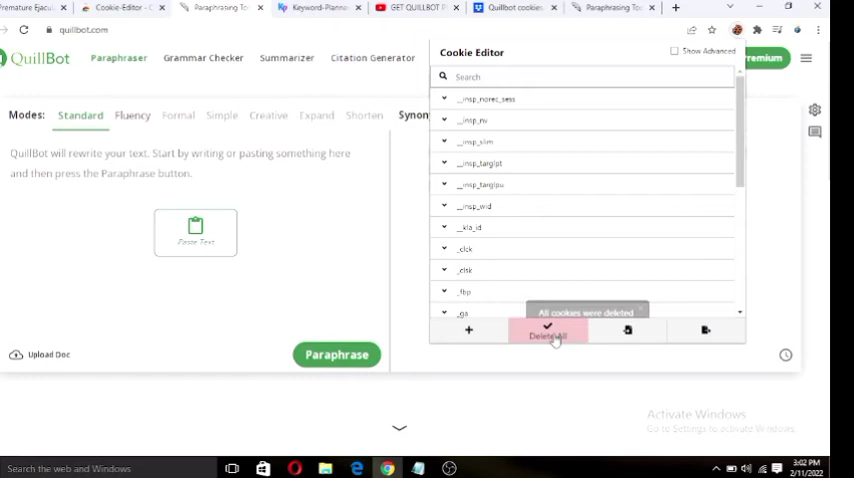 Premature Ejacul
Cookie-Editor - C
Paraphrasing To
Keyword-Planne
GET QUILLBOT P
Quillbot cookies
Paraphrasing Too
quillbot.com
QuillBot
Paraphraser
Grammar Checker
Summarizer
Citation Generator
Premium
Cookie Editor
Show Advanced
Search
Modes:
Standard
Fluency
Formal
Simple
Creative
Expand
Shorten
Synon
QuillBot will rewrite your text. Start by writing or pasting something here
and then press the Paraphrase button.
Paste Text
__insp_norec_sess
__insp_nv
__insp_slim
__insp_targlpt
__insp_targlpu
__insp_wid
__kla_id
_clck
_clsk
_fbp
_ga
All cookies were deleted
Delete All
Upload Doc
Paraphrase
Activate Windows
Go to Settings to activate Windows.
Search the web and Windows
3:02 PM
2/11/2022